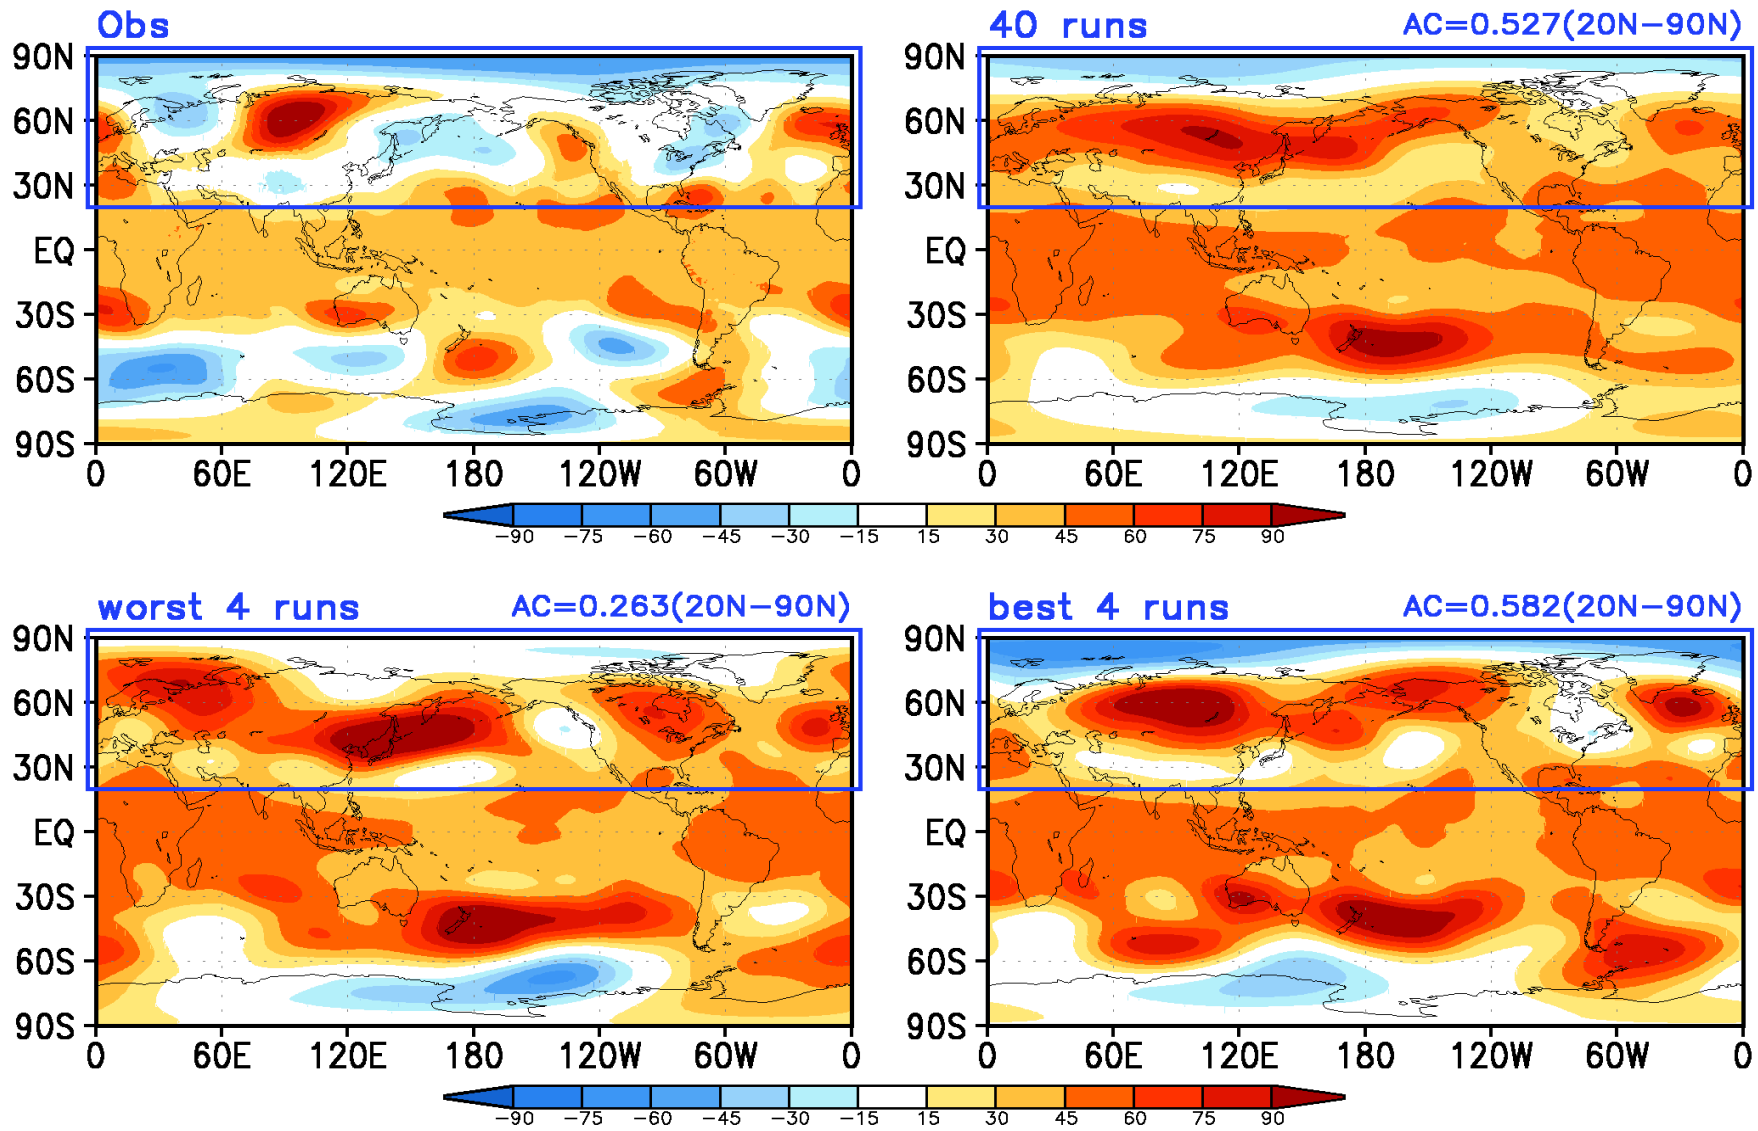 Obs
40 runs AC=0.527(20N−90N)
90N 90N
60N 60N
30N 30N
EQ EQ
30S 30S
60S 60S
90S 90S
0 60E 120E 180 120W 60W 0 0 60E 120E 180 120W 60W 0
−90 −75 −60 −45 −30 −15 15 30 45 60 75 90
worst 4 runs AC=0.263(20N−90N)
best 4 runs AC=0.582(20N−90N)
90N 90N
60N 60N
30N 30N
EQ EQ
30S 30S
60S 60S
90S 90S
0 60E 120E 180 120W 60W 0 0 60E 120E 180 120W 60W 0
−90 −75 −60 −45 −30 −15 15 30 45 60 75 90